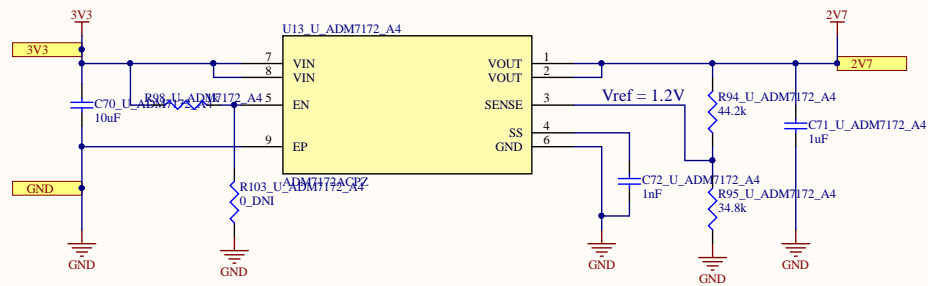 3V3
2V7
U13_U_ADM7172_A4
3V3
2V7
7
VIN
VOUT
1
8
VIN
VOUT
2
R98_U_ADM7172_A4
5
EN
SENSE
3
Vref = 1.2V
R94_U_ADM7172_A4
44.2k
C70_U_ADM7172_A4
10uF
SS
4
C71_U_ADM7172_A4
1uF
9
EP
GND
6
ADM7172ACPZ
GND
R103_U_ADM7172_A4
0_DNI
C72_U_ADM7172_A4
1nF
R95_U_ADM7172_A4
34.8k
GND
GND
GND
GND
GND